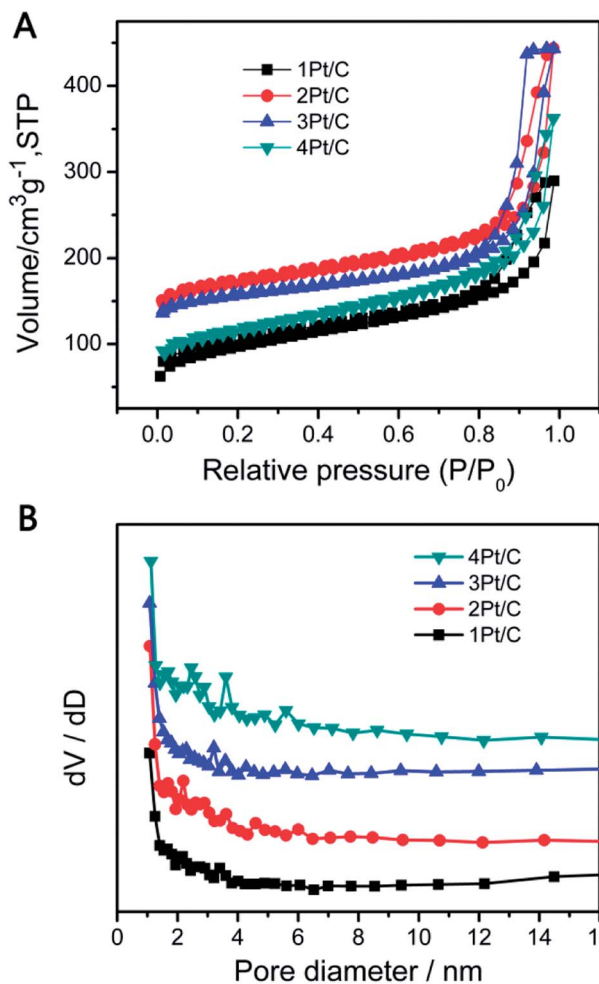 A
Volume/cm³g⁻¹,STP
400
300
200
100
1Pt/C
2Pt/C
3Pt/C
4Pt/C
0.0 0.2 0.4 0.6 0.8 1.0
Relative pressure (P/P₀)
B
dV / dD
4Pt/C
3Pt/C
2Pt/C
1Pt/C
0 2 4 6 8 10 12 14
Pore diameter / nm